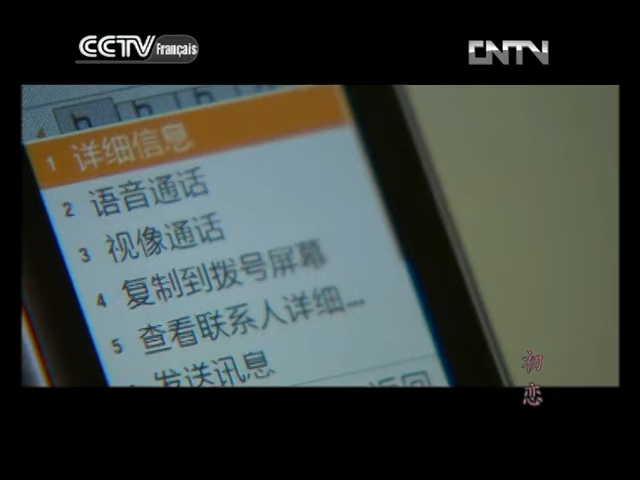 CCTV Français
CNTV
1 详细信息
2 语音通话
3 视像通话
4 复制到拨号屏幕
5 查看联系人详细...
发送讯息
返回
初恋